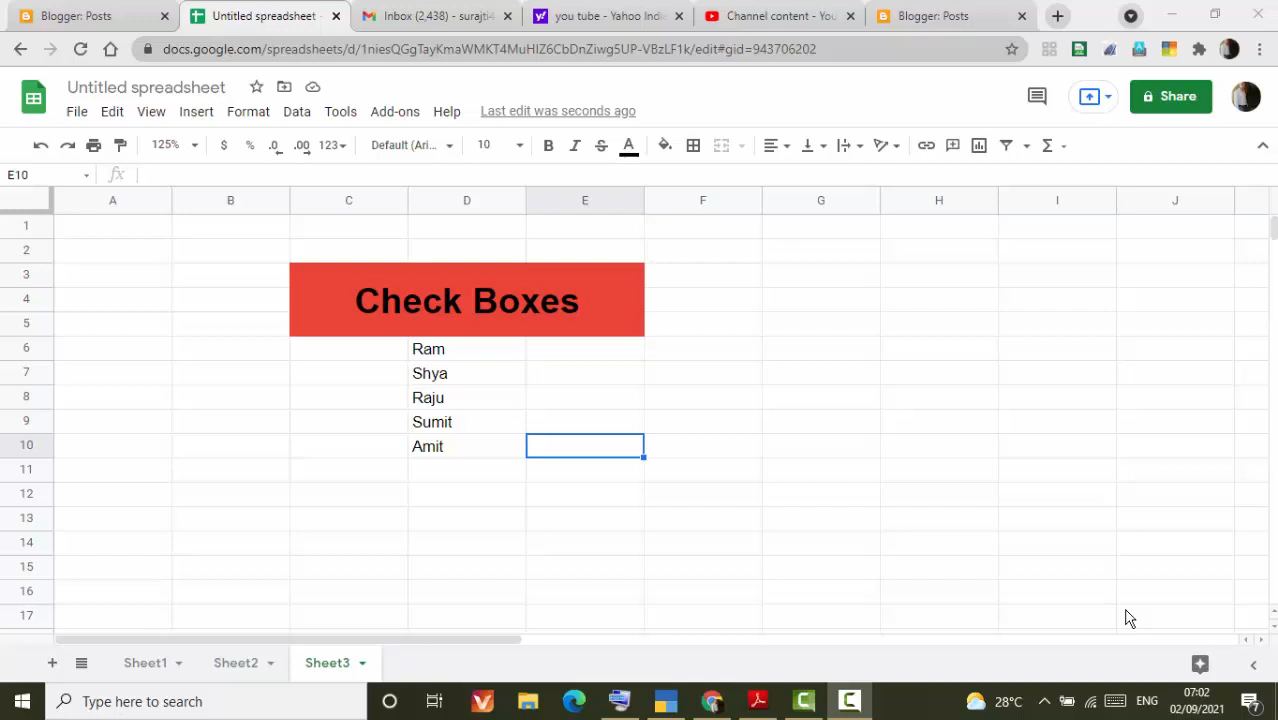 Blogger: Posts
Untitled spreadsheet -
Inbox (2,438) - surajti4
you tube - Yahoo Indi
Channel content - You
Blogger: Posts
docs.google.com/spreadsheets/d/1niesQGgTayKmaWMKT4MuHIZ6CbDnZiwg5UP-VBzLF1k/edit#gid=943706202
Untitled spreadsheet
File Edit View Insert Format Data Tools Add-ons Help Last edit was seconds ago
Share
125% $ % .0 .00 123 Default (Ari... 10 B I S A Σ
E10 fx
A B C D E F G H I J
1
2
3
4
5
Check Boxes
6 Ram
7 Shya
8 Raju
9 Sumit
10 Amit
11
12
13
14
15
16
17
Sheet1 Sheet2 Sheet3
Type here to search
28°C ENG
07:02
02/09/2021
7